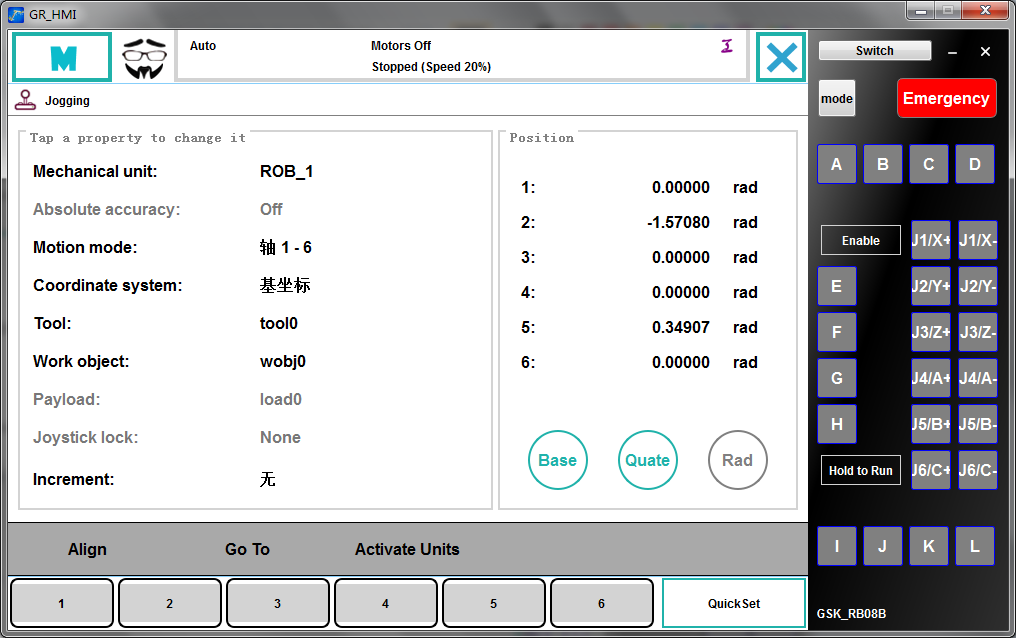 GR_HMI
M
Auto
Motors Off
Stopped (Speed 20%)
Jogging
Tap a property to change it
Mechanical unit: ROB_1
Absolute accuracy: Off
Motion mode: 轴 1 - 6
Coordinate system: 基坐标
Tool: tool0
Work object: wobj0
Payload: load0
Joystick lock: None
Increment: 无
Position
1: 0.00000 rad
2: -1.57080 rad
3: 0.00000 rad
4: 0.00000 rad
5: 0.34907 rad
6: 0.00000 rad
Base Quate Rad
Align Go To Activate Units
1 2 3 4 5 6 QuickSet
Switch
mode Emergency
A B C D
Enable J1/X+ J1/X-
E J2/Y+ J2/Y-
F J3/Z+ J3/Z-
G J4/A+ J4/A-
H J5/B+ J5/B-
Hold to Run J6/C+ J6/C-
I J K L
GSK_RB08B